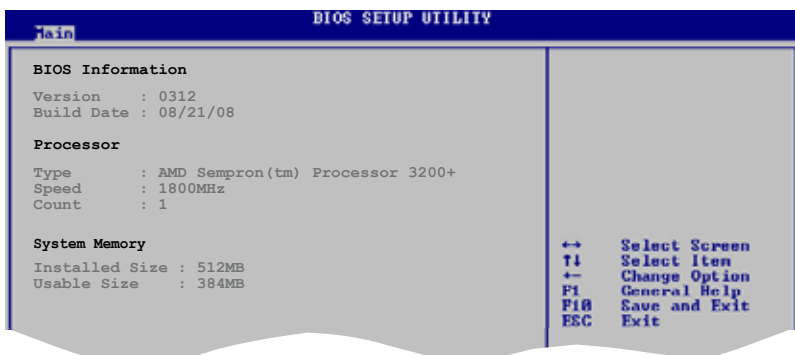 BIOS SETUP UTILITY
Main
BIOS Information
Version : 0312
Build Date : 08/21/08
Processor
Type : AMD Sempron(tm) Processor 3200+
Speed : 1800MHz
Count : 1
System Memory
Installed Size : 512MB
Usable Size : 384MB
←→ Select Screen
↑↓ Select Item
+- Change Option
F1 General Help
F10 Save and Exit
ESC Exit